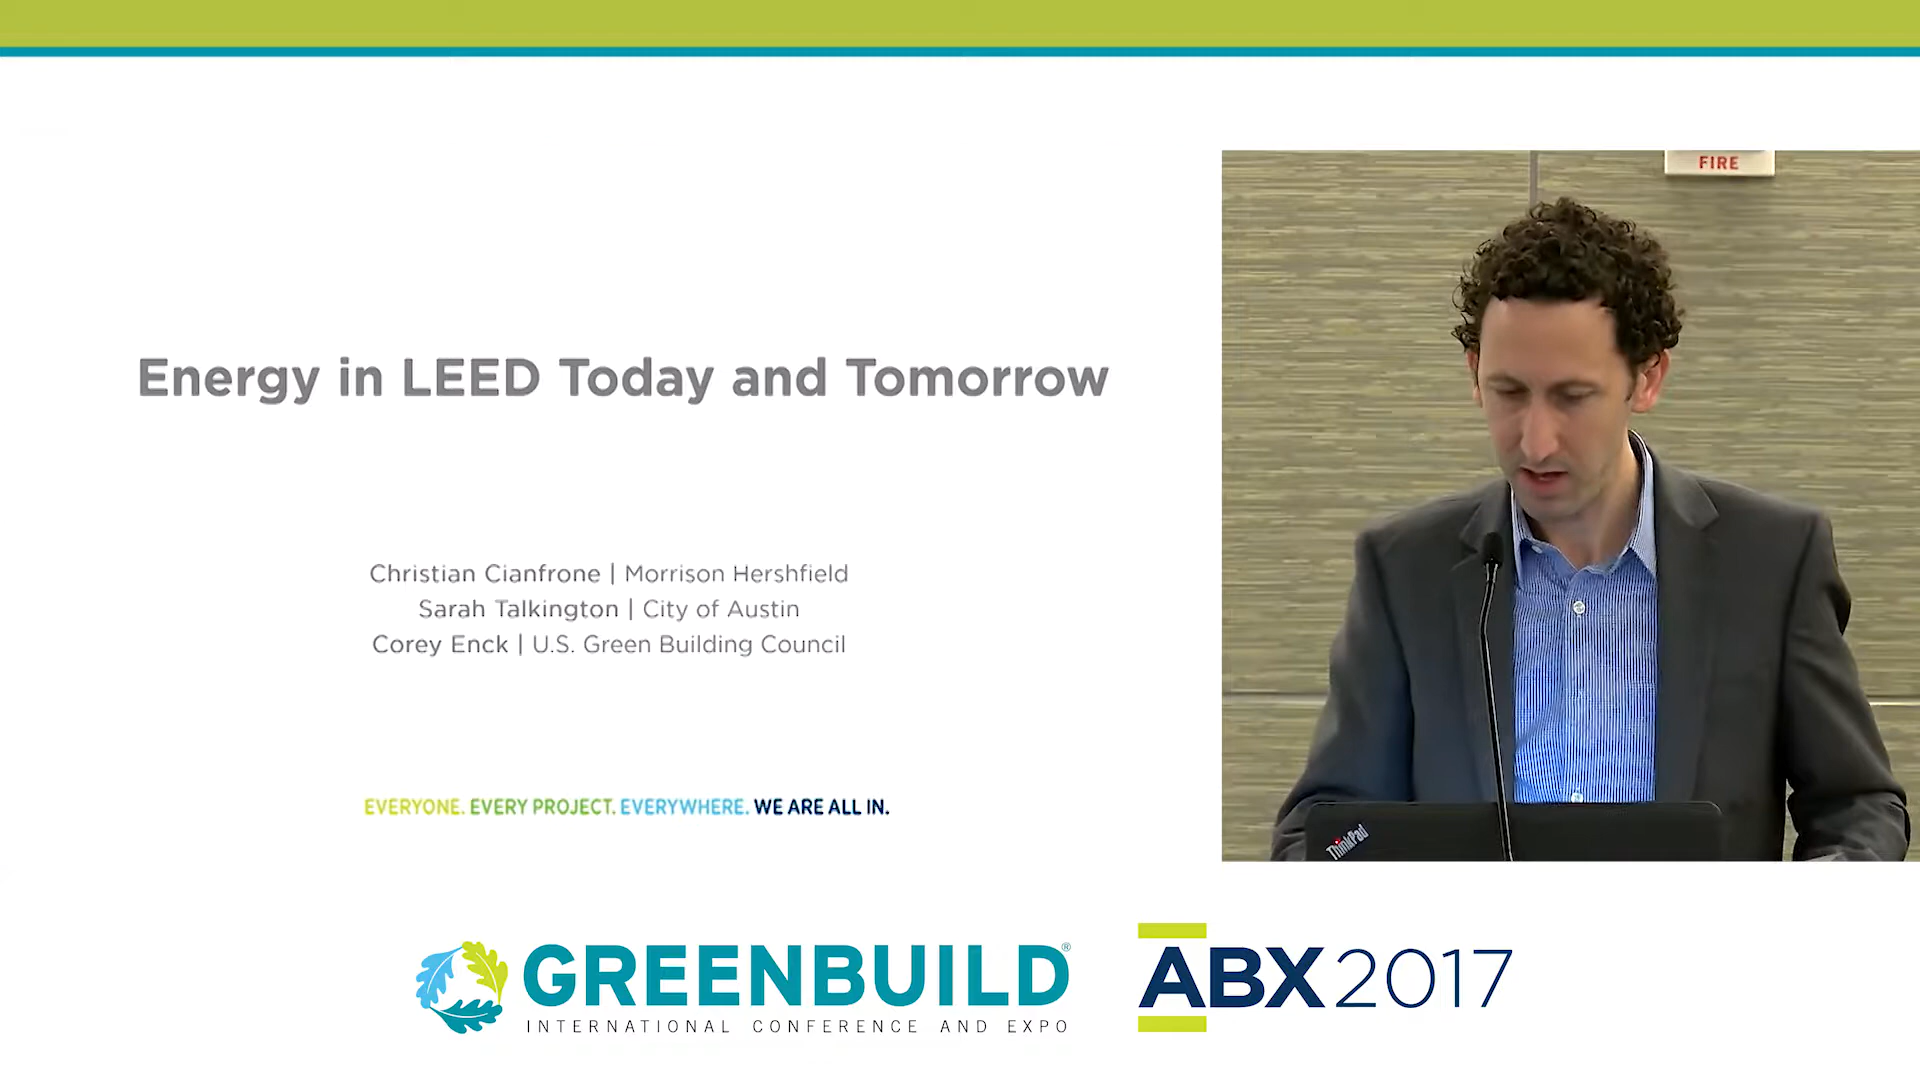 FIRE
Energy in LEED Today and Tomorrow
Christian Cianfrone | Morrison Hershfield
Sarah Talkington | City of Austin
Corey Enck | U.S. Green Building Council
EVERYONE. EVERY PROJECT. EVERYWHERE. WE ARE ALL IN.
ThinkPad
GREENBUILD®
INTERNATIONAL CONFERENCE AND EXPO
ABX2017